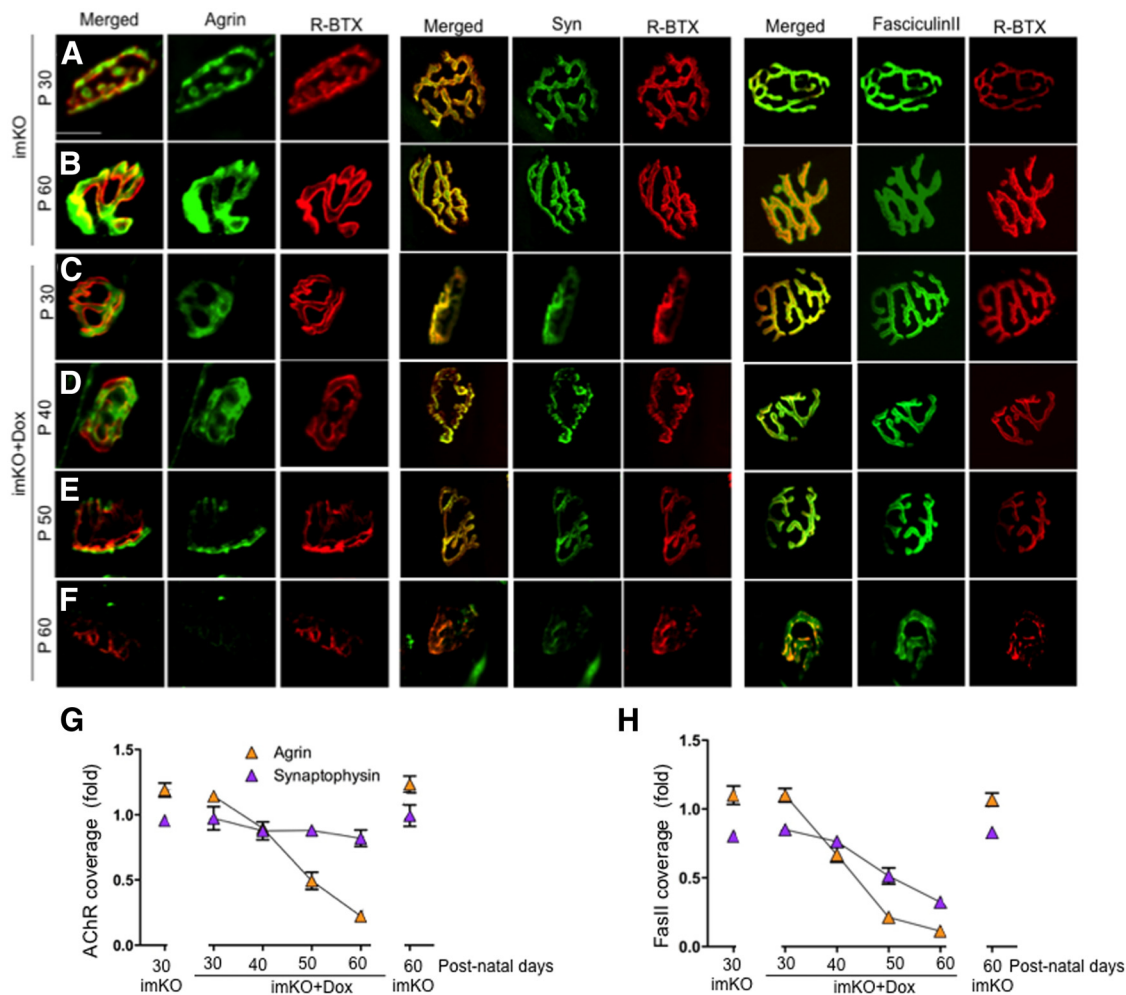 Merged Agrin R-BTX Merged Syn R-BTX Merged FasciculinII R-BTX
imKO
A
P 30
B
P 60
imKO+Dox
C
P 30
D
P 40
E
P 50
F
P 60
G
AChR coverage (fold)
1.5
1.0
0.5
0.0
Agrin
Synaptophysin
30 30 40 50 60 60 Post-natal days
imKO imKO+Dox imKO
H
FasII coverage (fold)
1.5
1.0
0.5
0.0
30 30 40 50 60 60 Post-natal days
imKO imKO+Dox imKO